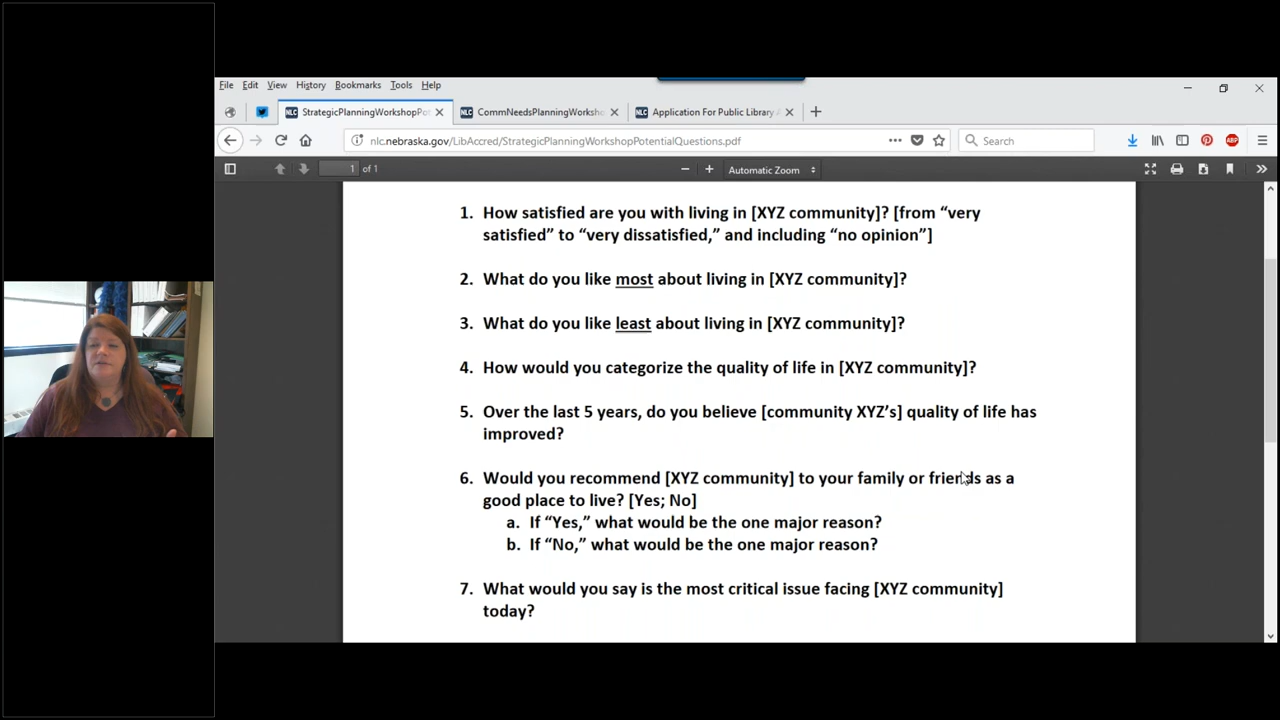 File Edit View History Bookmarks Tools Help
NLC StrategicPlanningWorkshopPot
NLC CommNeedsPlanningWorksho
NLC Application For Public Library A
nlc.nebraska.gov/LibAccred/StrategicPlanningWorkshopPotentialQuestions.pdf
Search
ABP
1 of 1
Automatic Zoom
1. How satisfied are you with living in [XYZ community]? [from “very
satisfied” to “very dissatisfied,” and including “no opinion”]
2. What do you like most about living in [XYZ community]?
3. What do you like least about living in [XYZ community]?
4. How would you categorize the quality of life in [XYZ community]?
5. Over the last 5 years, do you believe [community XYZ’s] quality of life has
improved?
6. Would you recommend [XYZ community] to your family or friends as a
good place to live? [Yes; No]
a. If “Yes,” what would be the one major reason?
b. If “No,” what would be the one major reason?
7. What would you say is the most critical issue facing [XYZ community]
today?